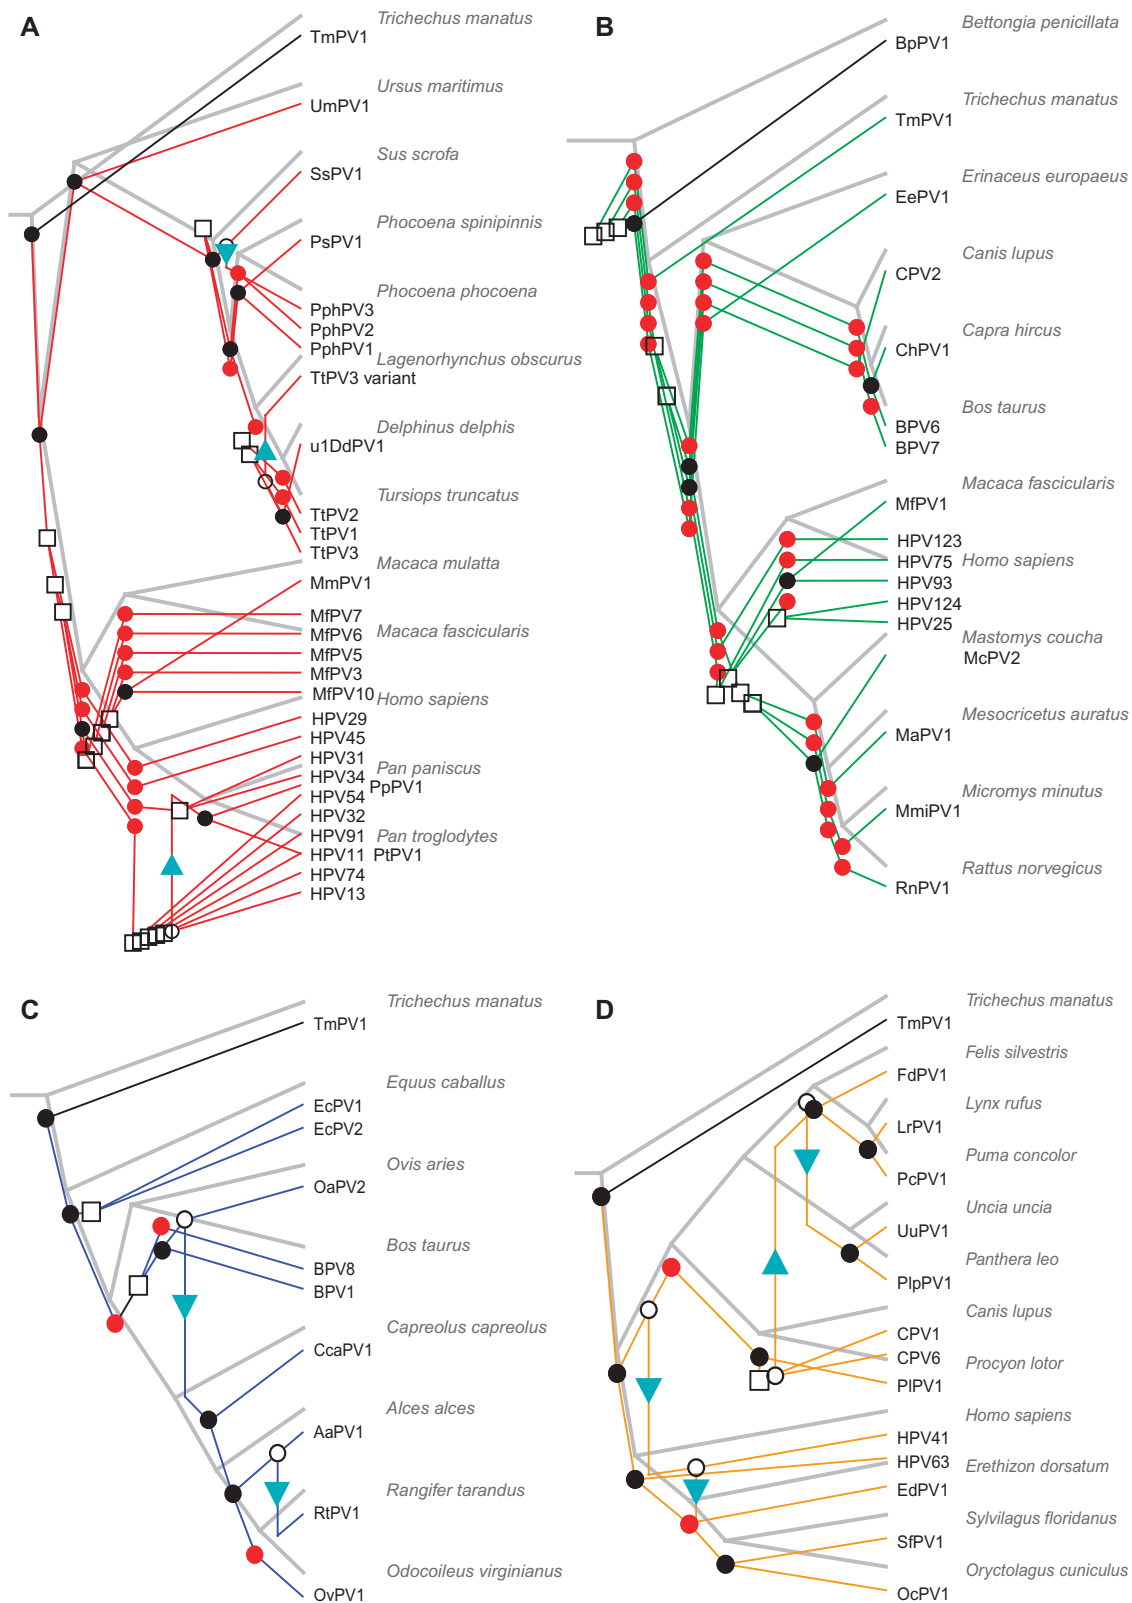 A
Trichechus manatus
TmPV1
Ursus maritimus
UmPV1
Sus scrofa
SsPV1
Phocoena spinipinnis
PsPV1
Phocoena phocoena
PphPV3
PphPV2
PphPV1
Lagenorhynchus obscurus
TtPV3 variant
Delphinus delphis
u1DdPV1
Tursiops truncatus
TtPV2
TtPV1
TtPV3
Macaca mulatta
MmPV1
MfPV7
MfPV6
Macaca fascicularis
MfPV5
MfPV3
MfPV10
Homo sapiens
HPV29
HPV45
HPV31
Pan paniscus
HPV34
PpPV1
HPV54
HPV32
HPV91
Pan troglodytes
HPV11 PtPV1
HPV74
HPV13
B
Bettongia penicillata
BpPV1
Trichechus manatus
TmPV1
Erinaceus europaeus
EePV1
Canis lupus
CPV2
Capra hircus
ChPV1
Bos taurus
BPV6
BPV7
Macaca fascicularis
MfPV1
HPV123
HPV75
Homo sapiens
HPV93
HPV124
HPV25
Mastomys coucha
McPV2
Mesocricetus auratus
MaPV1
Micromys minutus
MmiPV1
Rattus norvegicus
RnPV1
C
Trichechus manatus
TmPV1
Equus caballus
EcPV1
EcPV2
Ovis aries
OaPV2
Bos taurus
BPV8
BPV1
Capreolus capreolus
CcaPV1
Alces alces
AaPV1
Rangifer tarandus
RtPV1
Odocoileus virginianus
OvPV1
D
Trichechus manatus
TmPV1
Felis silvestris
FdPV1
Lynx rufus
LrPV1
Puma concolor
PcPV1
Uncia uncia
UuPV1
Panthera leo
PlpPV1
Canis lupus
CPV1
CPV6
Procyon lotor
PlPV1
Homo sapiens
HPV41
HPV63
Erethizon dorsatum
EdPV1
Sylvilagus floridanus
SfPV1
Oryctolagus cuniculus
OcPV1